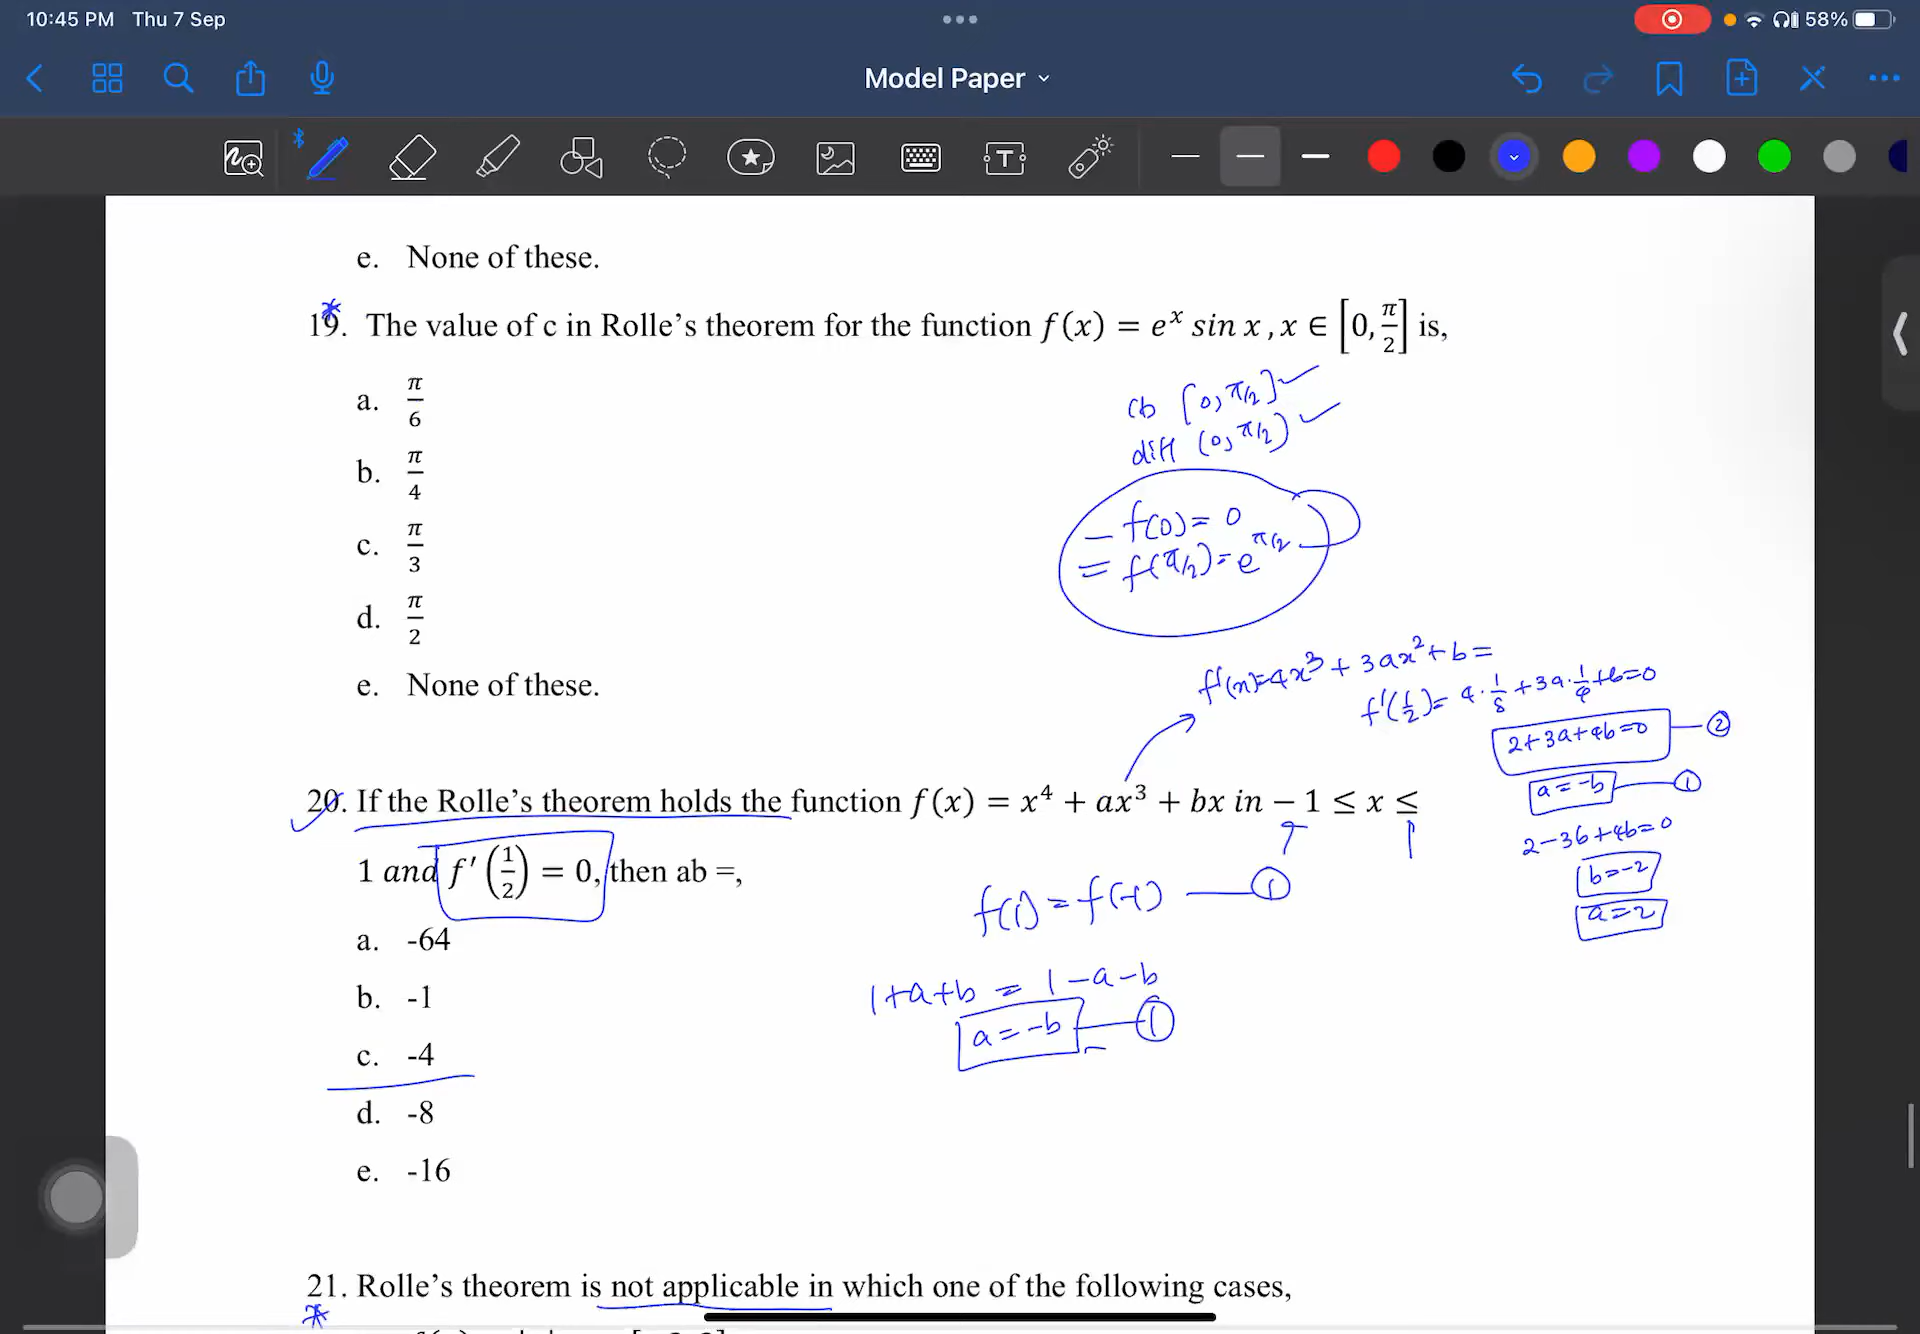 10:45 PM Thu 7 Sep
58%
Model Paper
e. None of these.
19. The value of c in Rolle's theorem for the function f(x) = eˣ sin x , x ∈ [0, π/2] is,
a. π/6
b. π/4
c. π/3
d. π/2
e. None of these.
cb [0, π/2] ✓
diff (0, π/2) ✓
– f(0) = 0
= f(π/2) = e^π/2
f'(x) = 4x³ + 3ax² + b =
f'(1/2) = 4·1/8 + 3a·1/4 + b = 0
2+3a+4b=0 — ②
a = -b — ①
2-3b+4b=0
b=-2
a=2
20. If the Rolle's theorem holds the function f(x) = x⁴ + ax³ + bx in − 1 ≤ x ≤
1 and f'(1/2) = 0, then ab =,
f(1) = f(-1) — ①
1+a+b = 1-a-b
a = -b — ①
a. -64
b. -1
c. -4
d. -8
e. -16
21. Rolle's theorem is not applicable in which one of the following cases,